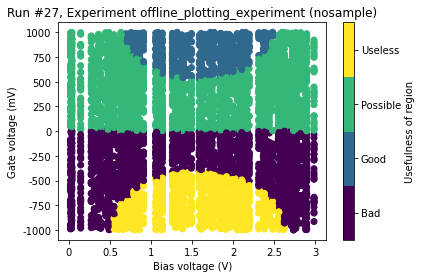 Run #27, Experiment offline_plotting_experiment (nosample)
1000
750
500
250
0
-250
-500
-750
-1000
Gate voltage (mV)
0
0.5
1
1.5
2
2.5
3
Bias voltage (V)
Useless
Possible
Good
Bad
Usefulness of region